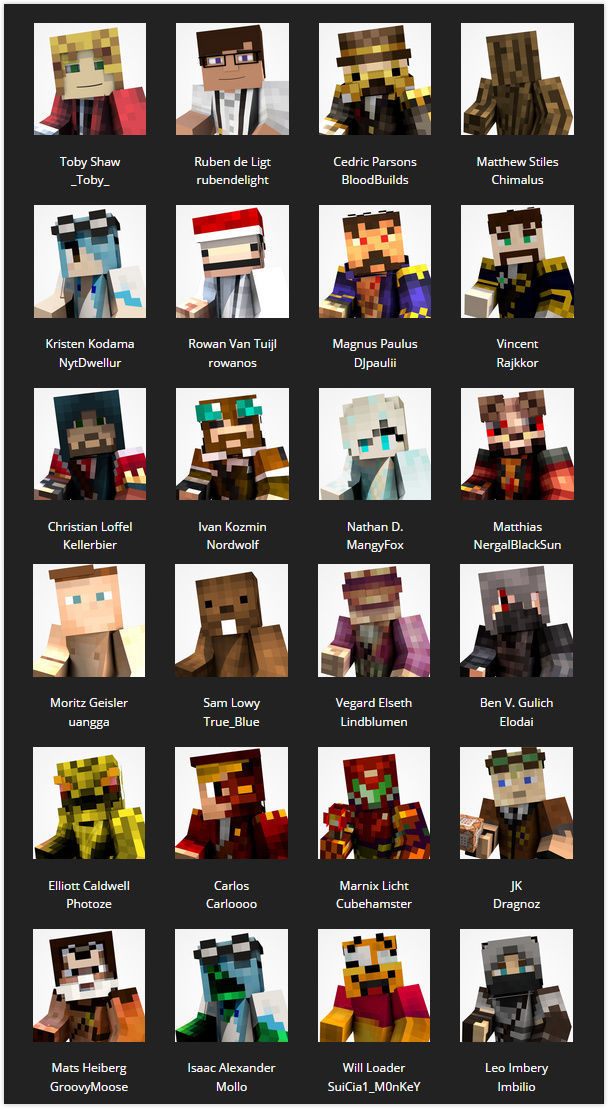 Toby Shaw
_Toby_
Ruben de Ligt
rubendelight
Cedric Parsons
BloodBuilds
Matthew Stiles
Chimalus
Kristen Kodama
NytDwellur
Rowan Van Tuijl
rowanos
Magnus Paulus
DJpaulii
Vincent
Rajkkor
Christian Loffel
Kellerbier
Ivan Kozmin
Nordwolf
Nathan D.
MangyFox
Matthias
NergalBlackSun
Moritz Geisler
uangga
Sam Lowy
True_Blue
Vegard Elseth
Lindblumen
Ben V. Gulich
Elodai
Elliott Caldwell
Photoze
Carlos
Carloooo
Marnix Licht
Cubehamster
JK
Dragnoz
Mats Heiberg
GroovyMoose
Isaac Alexander
Mollo
Will Loader
SuiCia1_M0nKeY
Leo Imbery
Imbilio